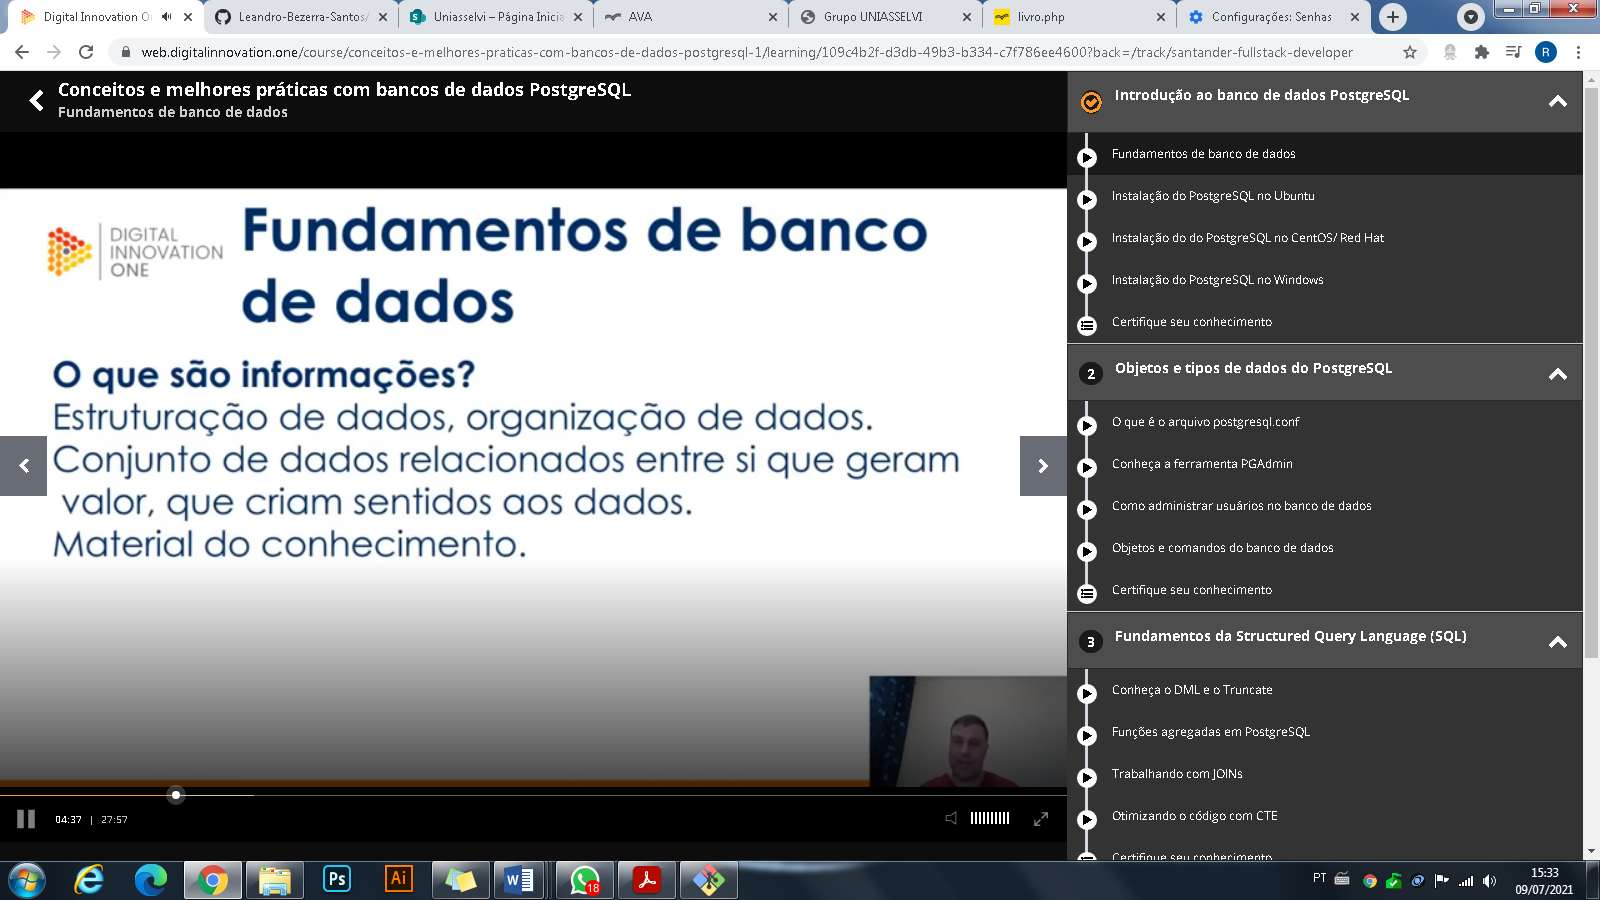 Digital Innovation O
Leandro-Bezerra-Santos/
Uniasselvi – Página Inicia
AVA
Grupo UNIASSELVI
livro.php
Configurações: Senhas
web.digitalinnovation.one/course/conceitos-e-melhores-praticas-com-bancos-de-dados-postgresql-1/learning/109c4b2f-d3db-49b3-b334-c7f786ee4600?back=/track/santander-fullstack-developer
R
Conceitos e melhores práticas com bancos de dados PostgreSQL
Fundamentos de banco de dados
DIGITAL
INNOVATION
ONE
Fundamentos de banco
de dados
O que são informações?
Estruturação de dados, organização de dados.
Conjunto de dados relacionados entre si que geram
valor, que criam sentidos aos dados.
Material do conhecimento.
04:37 | 27:57
Introdução ao banco de dados PostgreSQL
Fundamentos de banco de dados
Instalação do PostgreSQL no Ubuntu
Instalação do do PostgreSQL no CentOS/ Red Hat
Instalação do PostgreSQL no Windows
Certifique seu conhecimento
2 Objetos e tipos de dados do PostgreSQL
O que é o arquivo postgresql.conf
Conheça a ferramenta PGAdmin
Como administrar usuários no banco de dados
Objetos e comandos do banco de dados
Certifique seu conhecimento
3 Fundamentos da Structured Query Language (SQL)
Conheça o DML e o Truncate
Funções agregadas em PostgreSQL
Trabalhando com JOINs
Otimizando o código com CTE
Certifique seu conhecimento
Ps
Ai
W
18
PT
15:33
09/07/2021